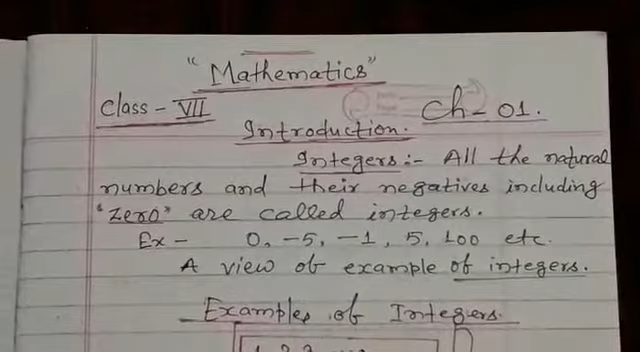 "Mathematics"
Class - VII
Ch - 01.
Introduction.
Integers :- All the natural
numbers and their negatives including
"zero" are called integers.
Ex - 0, -5, -1, 5, 100 etc.
A view of example of integers.
Examples of Integers.